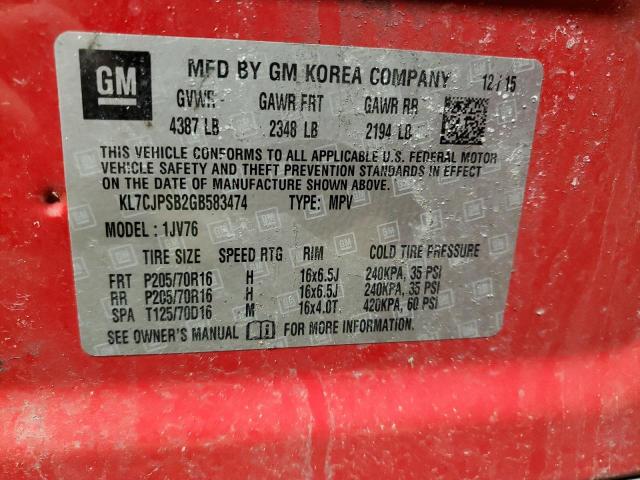 GM MFD BY GM KOREA COMPANY 12/15
GVWR GAWR FRT GAWR RR
4387 LB 2348 LB 2194 LB
THIS VEHICLE CONFORMS TO ALL APPLICABLE U.S. FEDERAL MOTOR
VEHICLE SAFETY AND THEFT PREVENTION STANDARDS IN EFFECT
ON THE DATE OF MANUFACTURE SHOWN ABOVE.
KL7CJPSB2GB583474 TYPE: MPV
MODEL: 1JV76
TIRE SIZE SPEED RTG RIM COLD TIRE PRESSURE
FRT P205/70R16 H 16x6.5J 240KPA, 35 PSI
RR P205/70R16 H 16x6.5J 240KPA, 35 PSI
SPA T125/70D16 M 16x4.0T 420KPA, 60 PSI
SEE OWNER'S MANUAL FOR MORE INFORMATION.